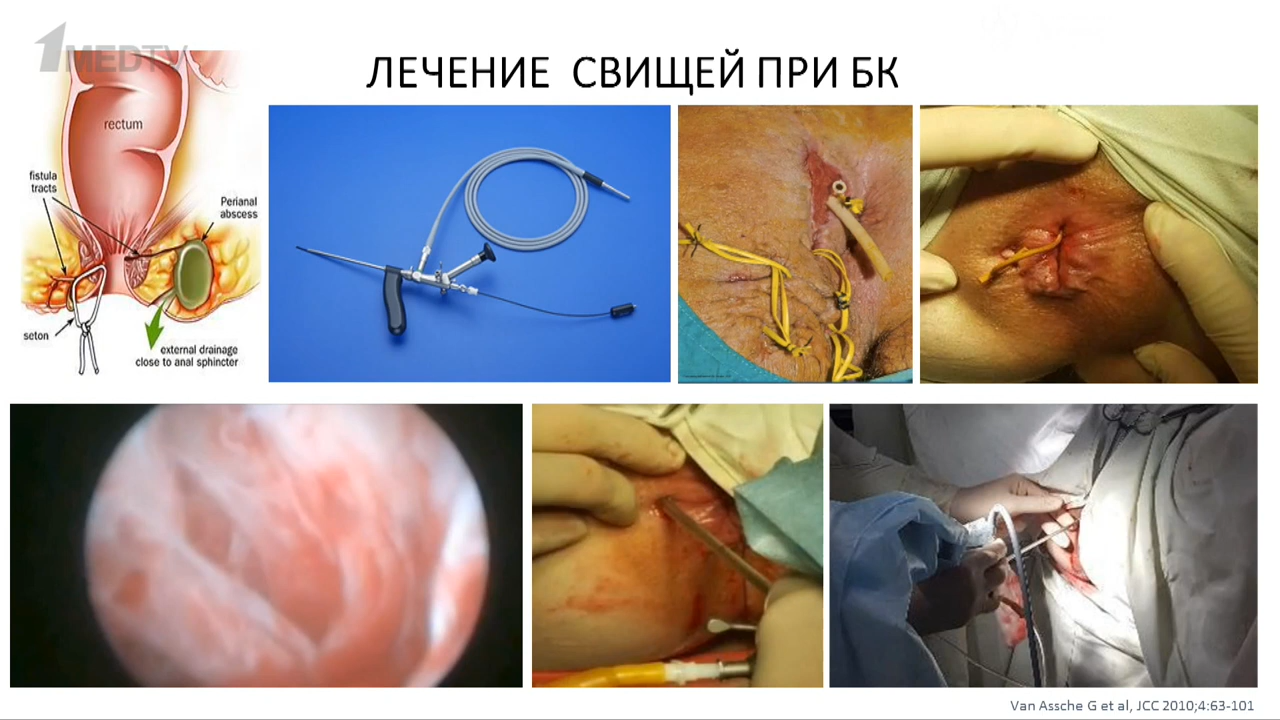 1MEDTV
ЛЕЧЕНИЕ СВИЩЕЙ ПРИ БК
rectum
fistula
tracts
Perianal
abscess
seton
external drainage
close to anal sphincter
Van Assche G et al, JCC 2010;4:63-101